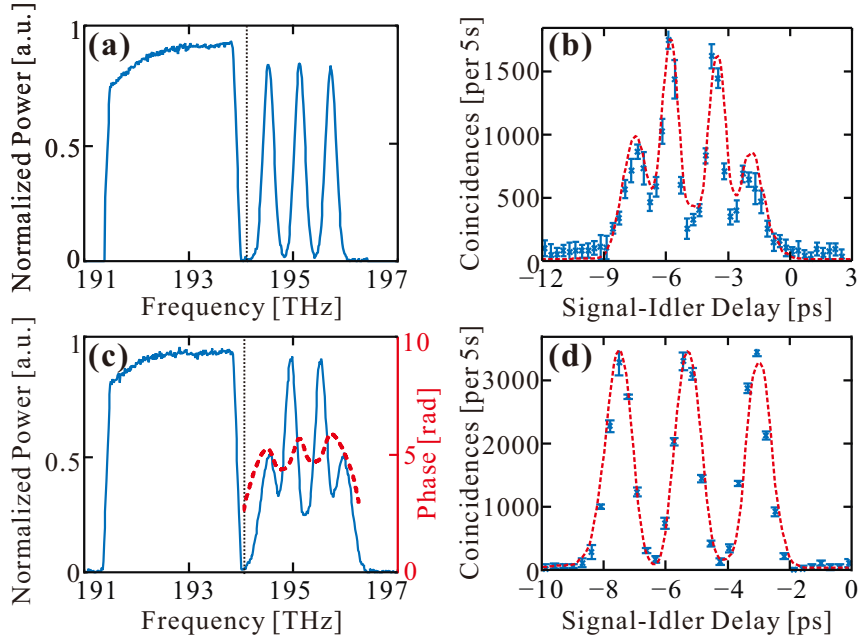 (a)
Normalized Power [a.u.]
1
0.5
0
191 193 195 197
Frequency [THz]
(b)
Coincidences [per 5s]
1500
1000
500
0
−12 −9 −6 −3 0 3
Signal-Idler Delay [ps]
(c)
Normalized Power [a.u.]
1
0.5
0
10
5
0
Phase [rad]
191 193 195 197
Frequency [THz]
(d)
Coincidences [per 5s]
3000
2000
1000
0
−10 −8 −6 −4 −2 0
Signal-Idler Delay [ps]